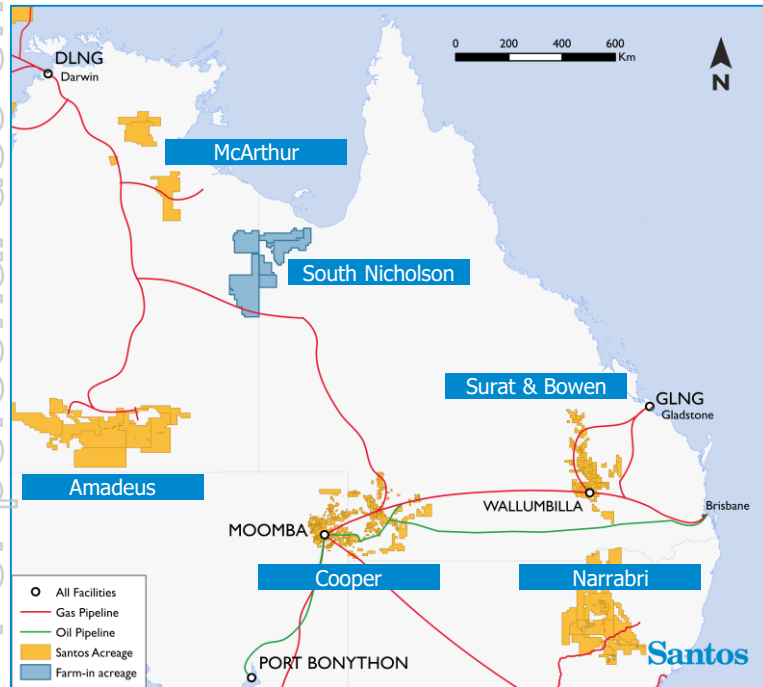 DLNG
Darwin
0 200 400 600
Km
N
McArthur
South Nicholson
Surat & Bowen
GLNG
Gladstone
Amadeus
WALLUMBILLA
Brisbane
MOOMBA
Cooper
Narrabri
All Facilities
Gas Pipeline
Oil Pipeline
Santos Acreage
Farm-in acreage
PORT BONYTHON
Santos